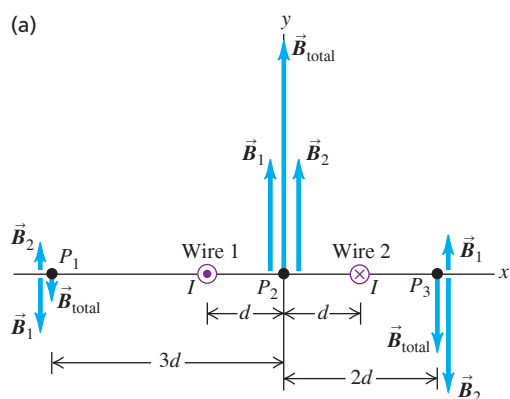 (a)
y
B⃗total
B⃗1 B⃗2
B⃗2 P1 Wire 1 Wire 2 B⃗1
I P2 I P3 x
B⃗1 B⃗total d d B⃗total
3d 2d B⃗2